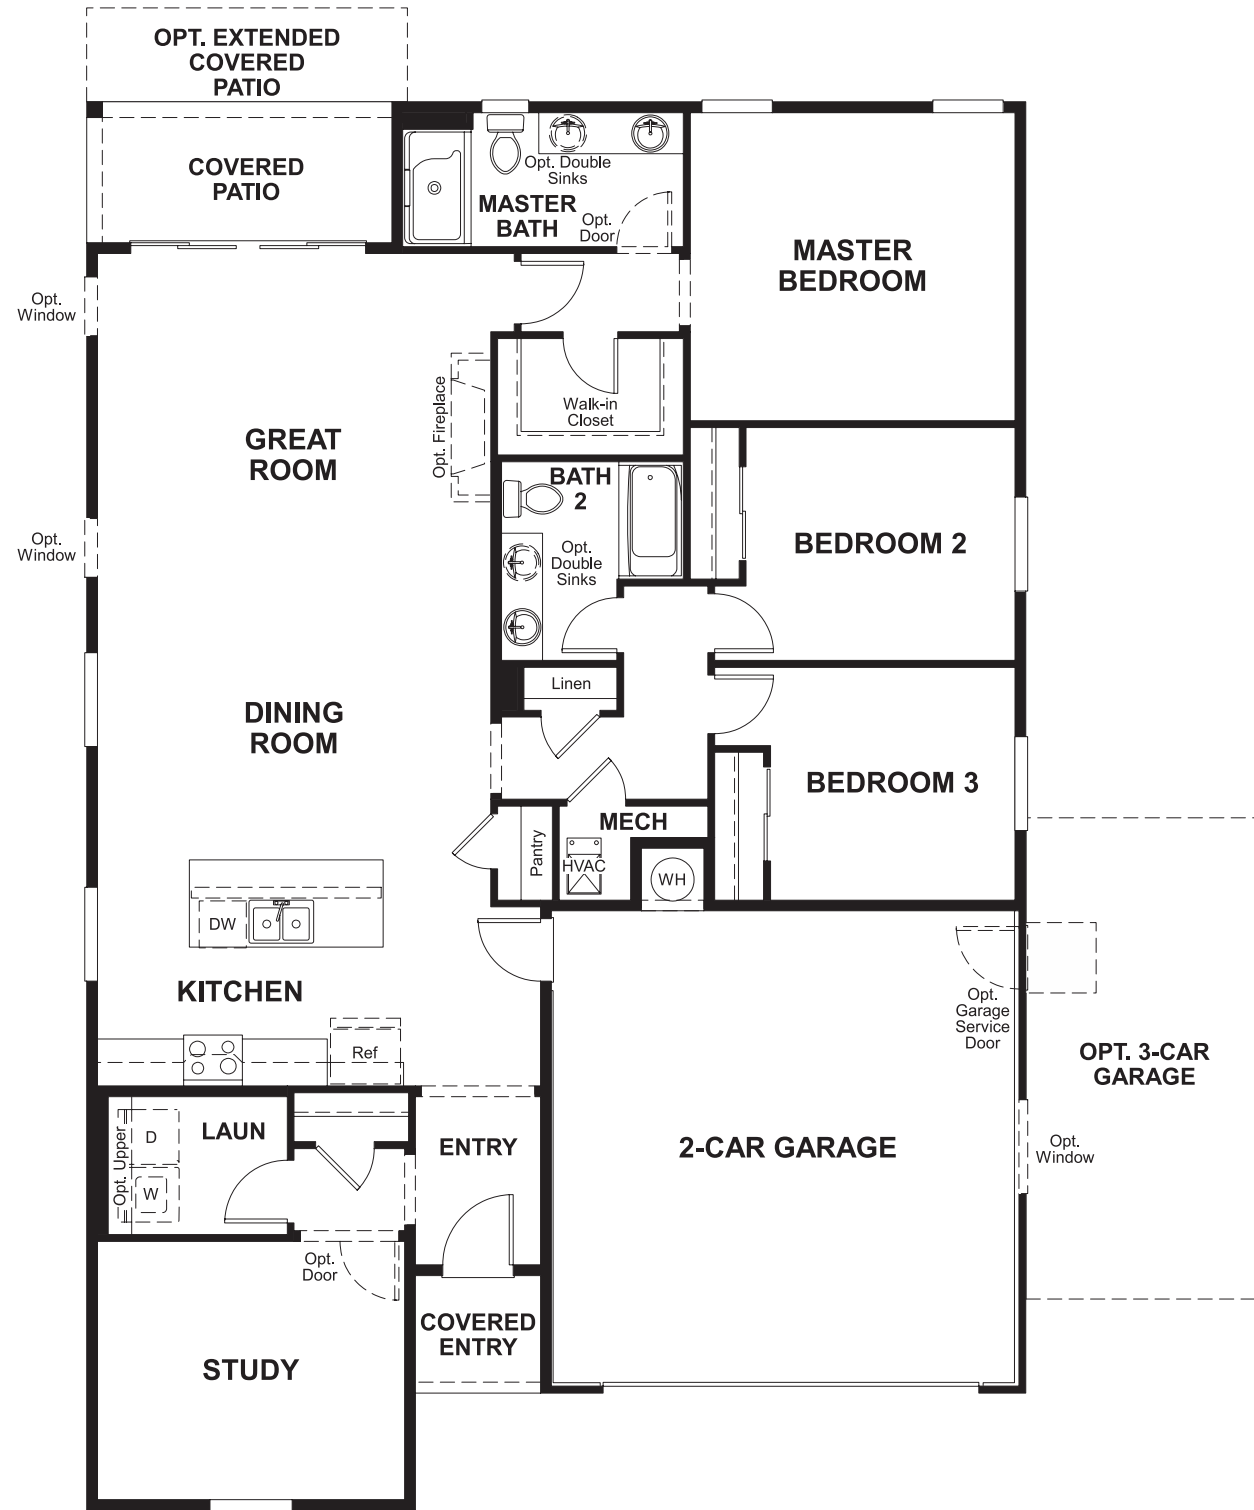 OPT. EXTENDED
COVERED
PATIO
COVERED
PATIO
Opt. Double
Sinks
MASTER
BATH
Opt.
Door
MASTER
BEDROOM
Opt.
Window
Opt. Fireplace
Walk-in
Closet
GREAT
ROOM
BATH
2
Opt.
Double
Sinks
BEDROOM 2
Opt.
Window
Linen
DINING
ROOM
BEDROOM 3
MECH
Pantry
HVAC
WH
DW
KITCHEN
Ref
Opt.
Garage
Service
Door
OPT. 3-CAR
GARAGE
Opt. Upper
D
W
LAUN
ENTRY
2-CAR GARAGE
Opt.
Window
Opt.
Door
COVERED
ENTRY
STUDY